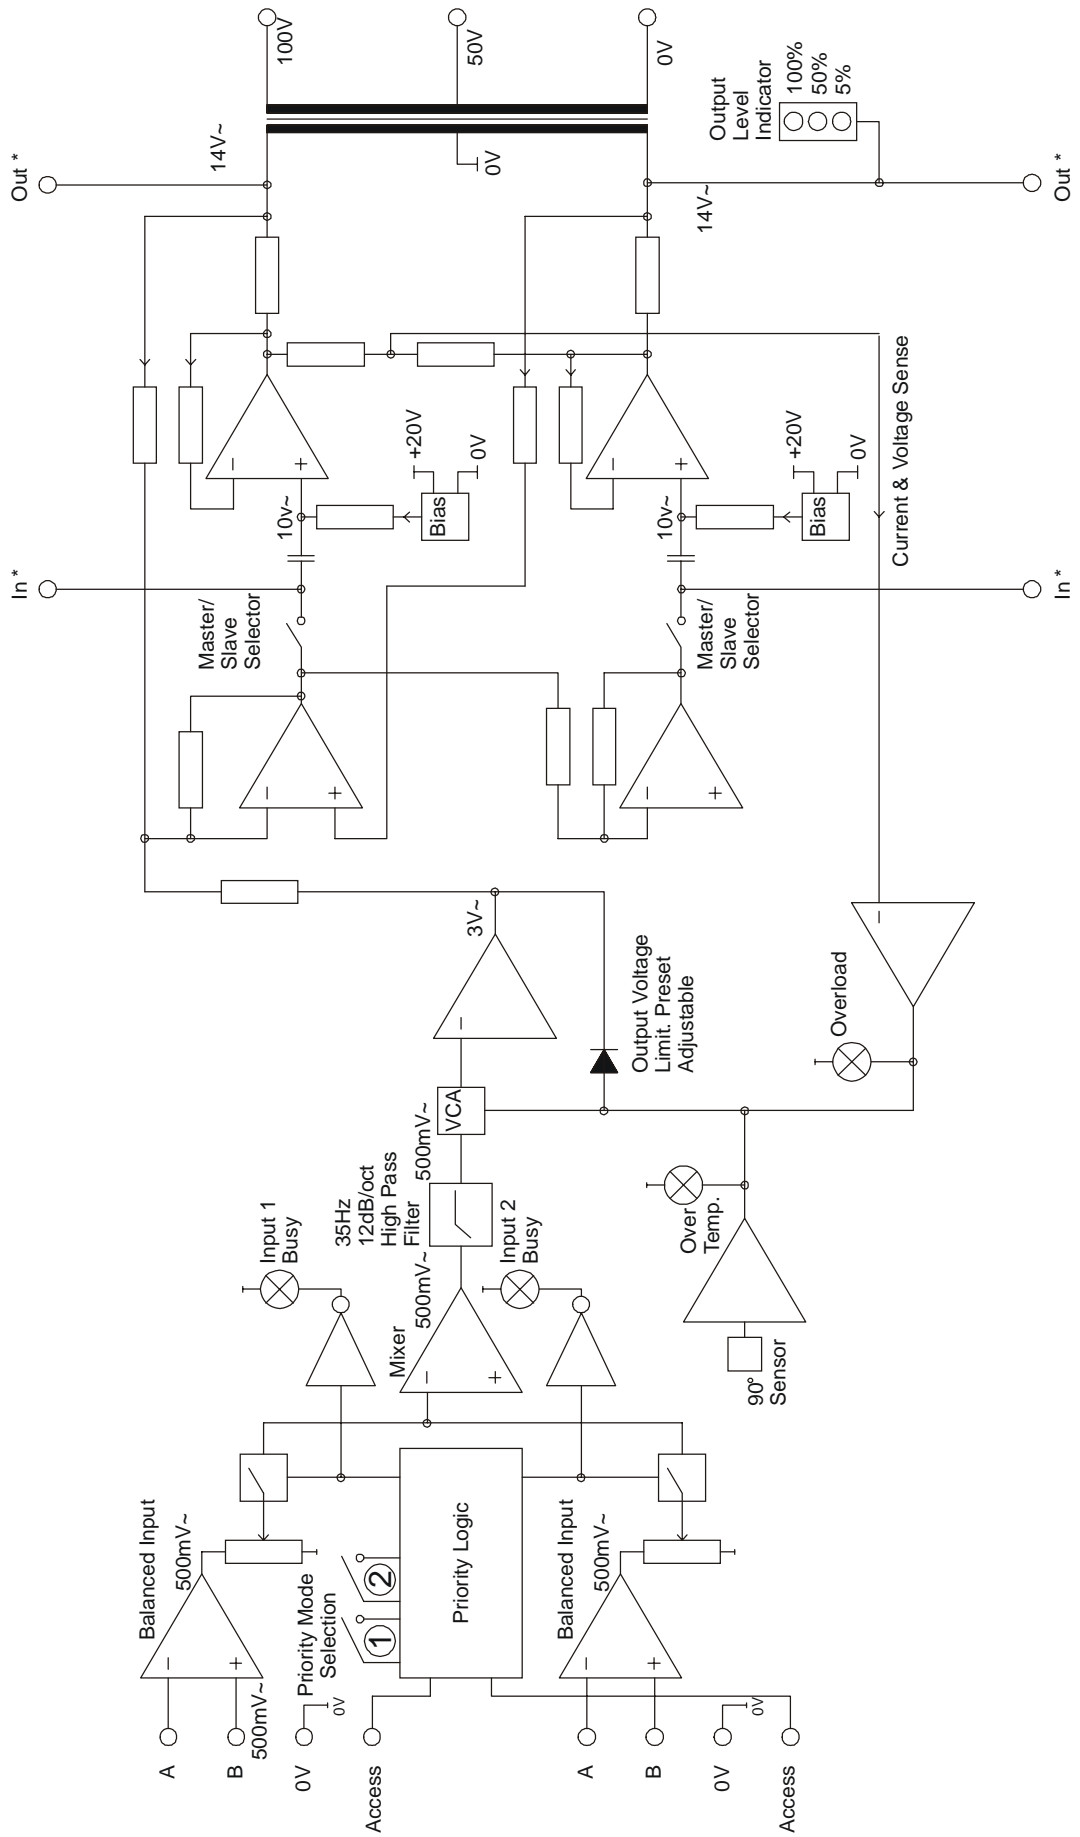 A
B
0V
Access
500mV~
Balanced Input
500mV~
0V
Priority Mode
Selection
1
2
Priority Logic
A
B
0V
Access
Balanced Input
500mV~
0V
−
+
−
+
Input 1
Busy
Mixer
−
+
500mV~
Input 2
Busy
35Hz
12dB/oct
High Pass
Filter
500mV~
VCA
−
3V~
90°
Sensor
Over
Temp.
Output Voltage
Limit. Preset
Adjustable
Overload
−
−
+
−
+
Master/
Slave
Selector
Master/
Slave
Selector
In *
In *
10v~
10v~
Bias
+20V
0V
Bias
+20V
0V
−
+
−
+
Current & Voltage Sense
Out *
Out *
14V~
14V~
0V
Output
Level
Indicator
100%
50%
5%
100V
50V
0V